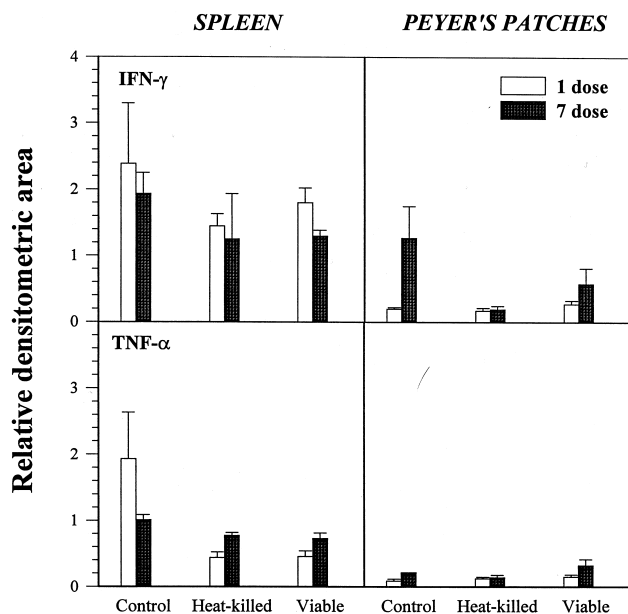 SPLEEN
PEYER'S PATCHES
Relative densitometric area
4
3
2
1
0
IFN-γ
1 dose
7 dose
3
2
1
0
TNF-α
Control Heat-killed Viable
Control Heat-killed Viable